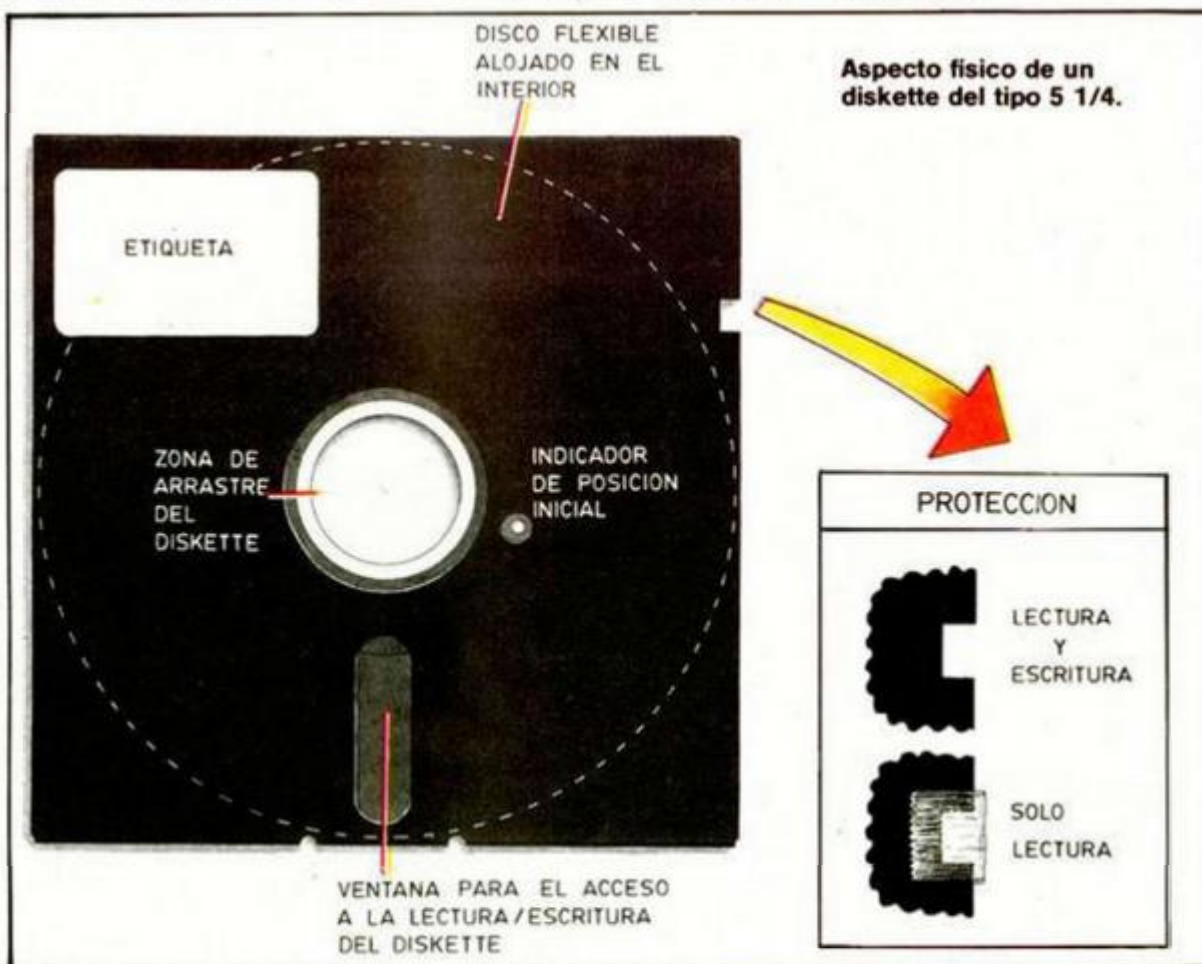 DISCO FLEXIBLE
ALOJADO EN EL
INTERIOR
Aspecto físico de un
diskette del tipo 5 1/4.
ETIQUETA
ZONA DE
ARRASTRE
DEL
DISKETTE
INDICADOR
DE POSICION
INICIAL
VENTANA PARA EL ACCESO
A LA LECTURA/ESCRITURA
DEL DISKETTE
PROTECCION
LECTURA
Y
ESCRITURA
SOLO
LECTURA